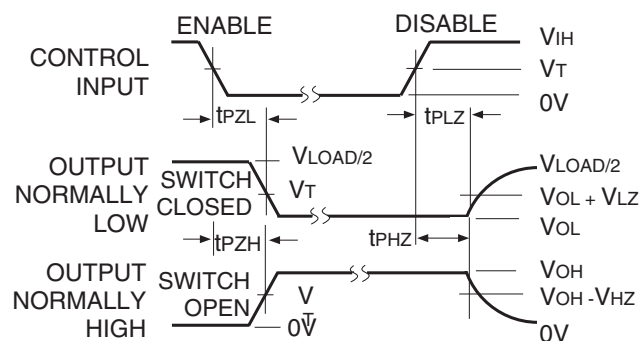 ENABLE
DISABLE
CONTROL
INPUT
VIH
VT
0V
tPZL
tPLZ
OUTPUT
NORMALLY
LOW
SWITCH
CLOSED
VLOAD/2
VT
VLOAD/2
VOL + VLZ
VOL
tPZH
tPHZ
OUTPUT
NORMALLY
HIGH
SWITCH
OPEN
VT
0V
VOH
VOH -VHZ
0V